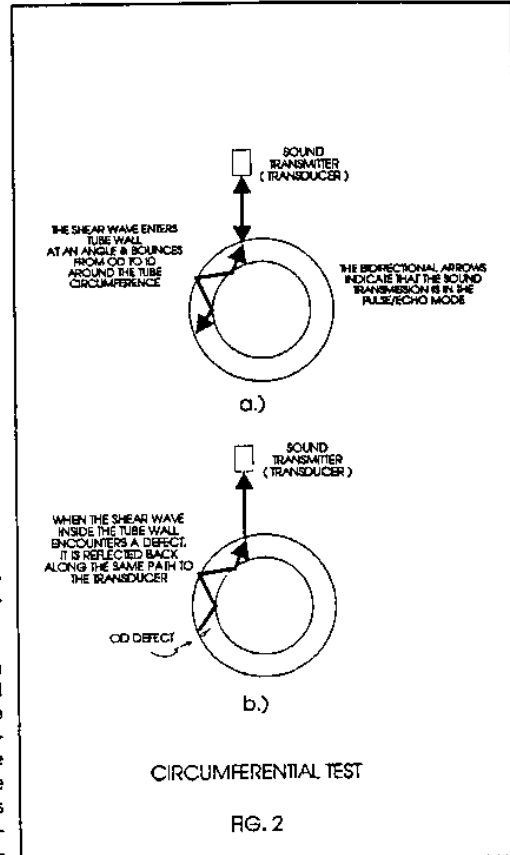 SOUND
TRANSMITTER
( TRANSDUCER )
THE SHEAR WAVE ENTERS
TUBE WALL
AT AN ANGLE & BOUNCES
FROM OD TO ID
AROUND THE TUBE
CIRCUMFERENCE
THE BIDIRECTIONAL ARROWS
INDICATE THAT THE SOUND
TRANSMISSION IS IN THE
PULSE/ECHO MODE
a.)
SOUND
TRANSMITTER
( TRANSDUCER )
WHEN THE SHEAR WAVE
INSIDE THE TUBE WALL
ENCOUNTERS A DEFECT,
IT IS REFLECTED BACK
ALONG THE SAME PATH TO
THE TRANSDUCER
OD DEFECT
b.)
CIRCUMFERENTIAL TEST
FIG. 2